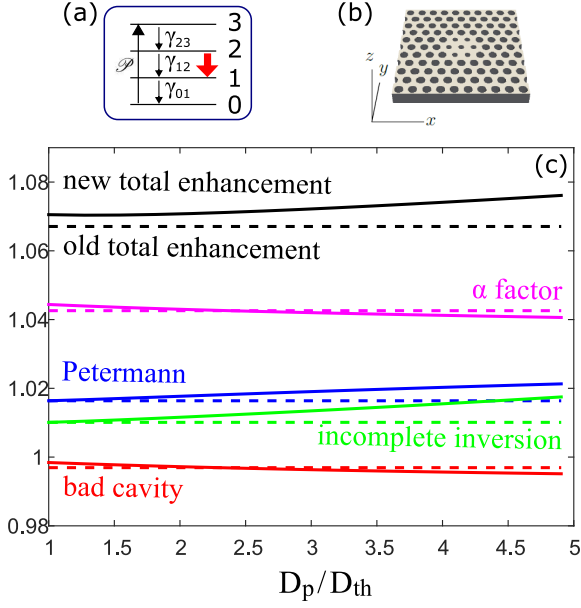 (a)
3
γ23
2
𝒫
γ12
1
γ01
0
(b)
z
y
x
(c)
1.08
new total enhancement
old total enhancement
1.06
α factor
1.04
Petermann
1.02
incomplete inversion
1
bad cavity
0.98
1 1.5 2 2.5 3 3.5 4 4.5 5
Dp/Dth